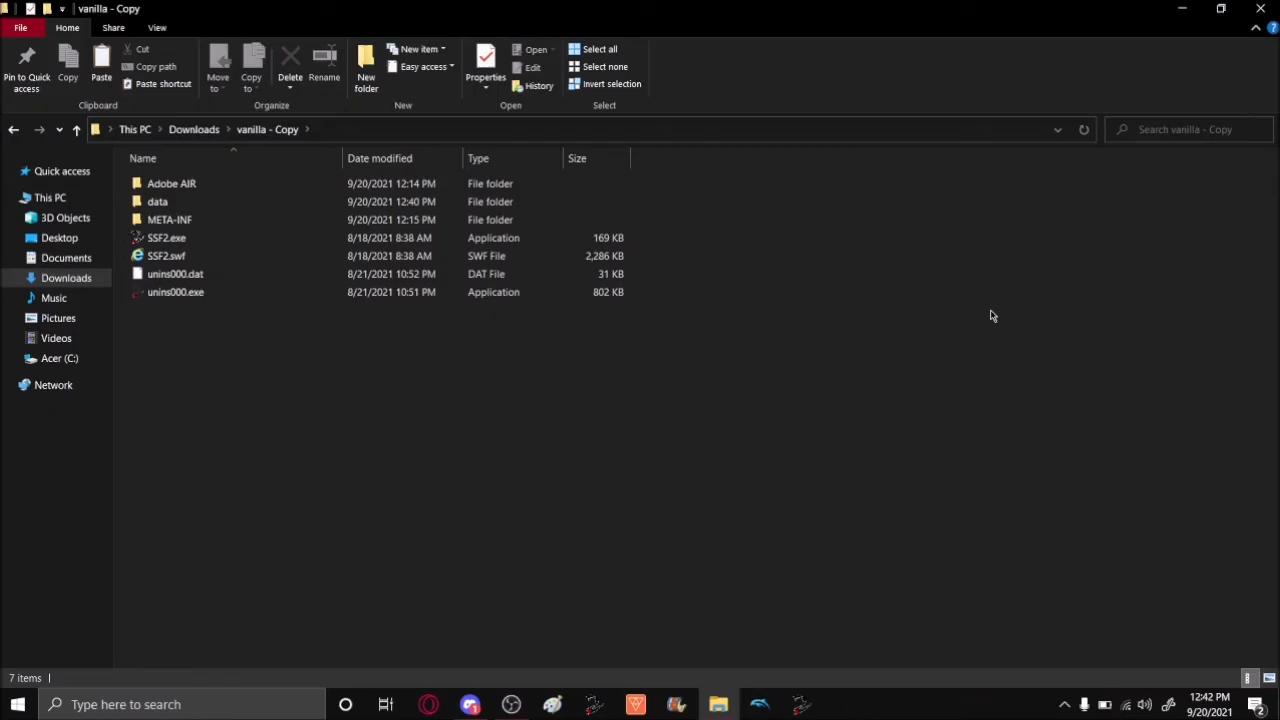 vanilla - Copy
File Home Share View
Pin to Quick access
Copy
Paste
Cut
Copy path
Paste shortcut
Clipboard
Move to
Copy to
Delete
Rename
Organize
New folder
New item
Easy access
New
Properties
Open
Edit
History
Open
Select all
Select none
Invert selection
Select
This PC Downloads vanilla - Copy
Search vanilla - Copy
Quick access
This PC
3D Objects
Desktop
Documents
Downloads
Music
Pictures
Videos
Acer (C:)
Network
Name Date modified Type Size
Adobe AIR 9/20/2021 12:14 PM File folder
data 9/20/2021 12:40 PM File folder
META-INF 9/20/2021 12:15 PM File folder
SSF2.exe 8/18/2021 8:38 AM Application 169 KB
SSF2.swf 8/18/2021 8:38 AM SWF File 2,286 KB
unins000.dat 8/21/2021 10:52 PM DAT File 31 KB
unins000.exe 8/21/2021 10:51 PM Application 802 KB
7 items
Type here to search
12:42 PM
9/20/2021
2